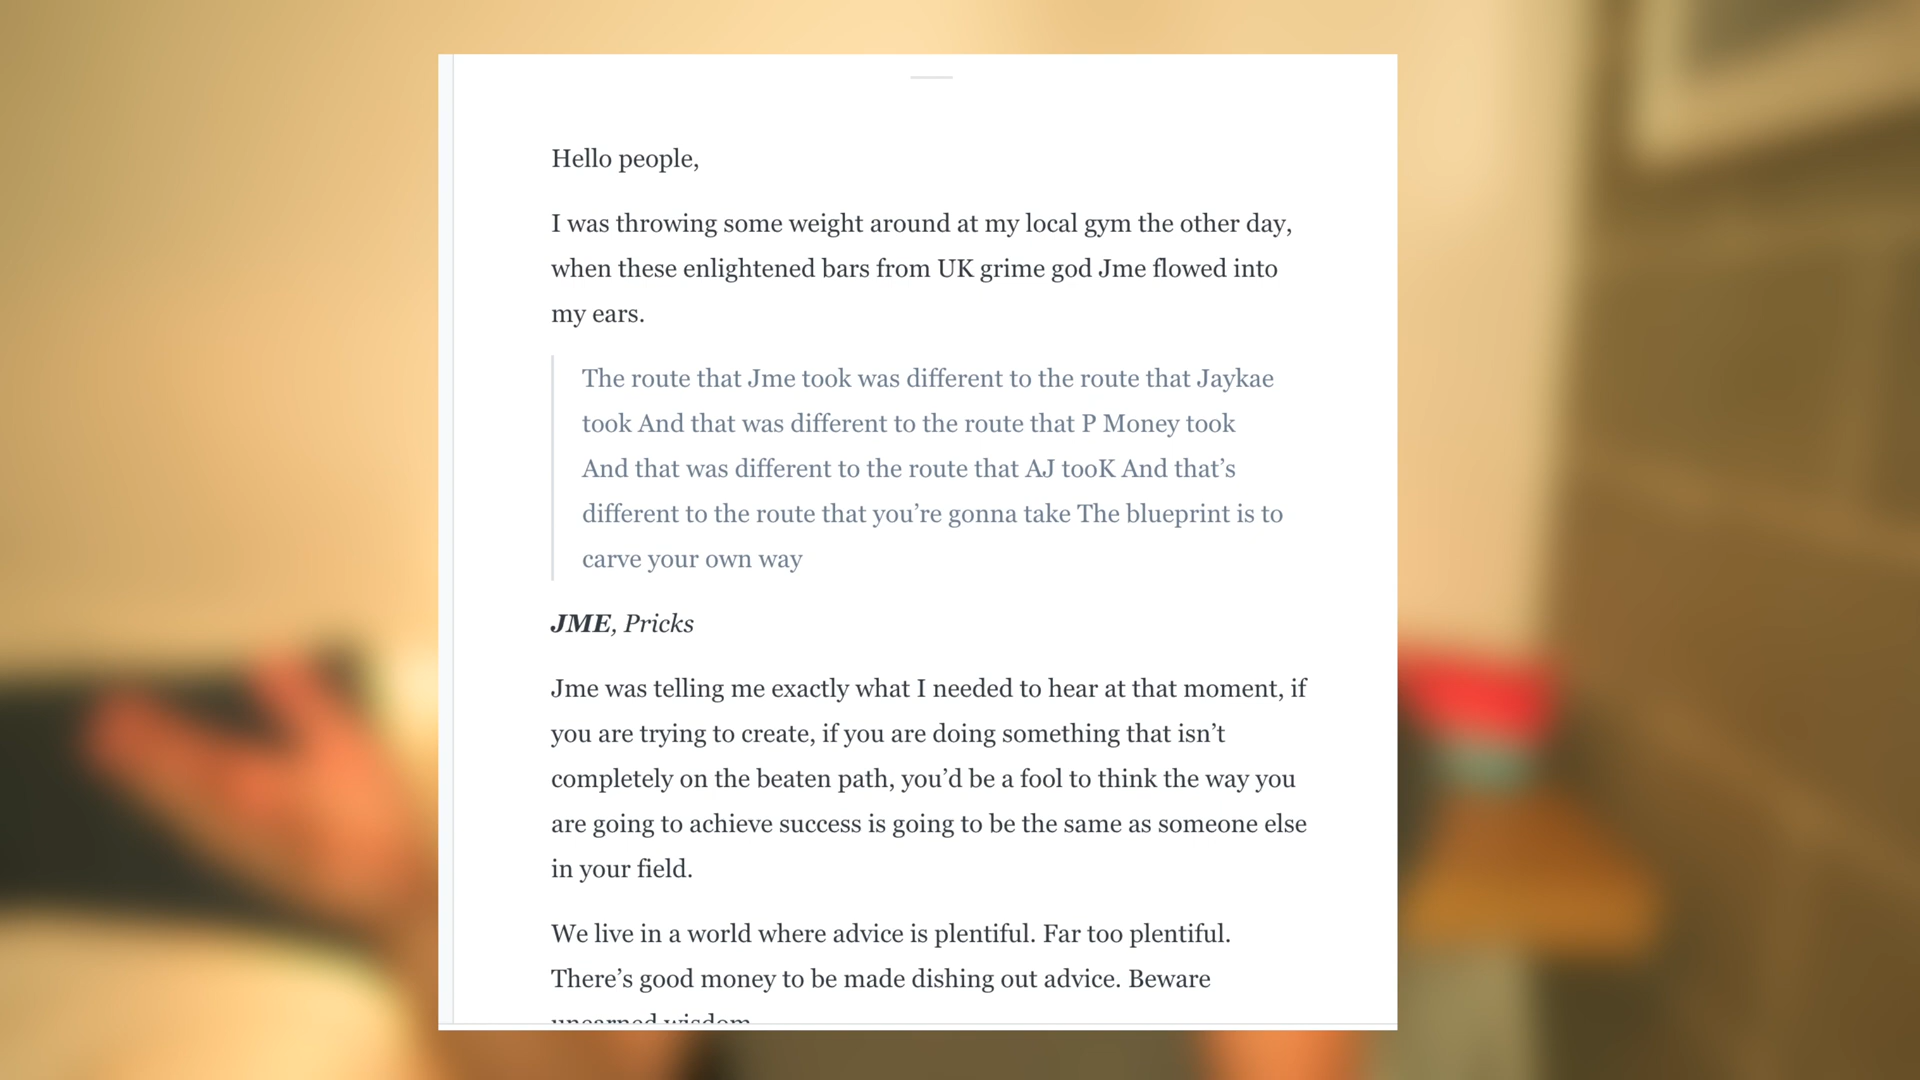 Hello people,
I was throwing some weight around at my local gym the other day,
when these enlightened bars from UK grime god Jme flowed into
my ears.
The route that Jme took was different to the route that Jaykae
took And that was different to the route that P Money took
And that was different to the route that AJ tooK And that’s
different to the route that you’re gonna take The blueprint is to
carve your own way
JME, Pricks
Jme was telling me exactly what I needed to hear at that moment, if
you are trying to create, if you are doing something that isn’t
completely on the beaten path, you’d be a fool to think the way you
are going to achieve success is going to be the same as someone else
in your field.
We live in a world where advice is plentiful. Far too plentiful.
There’s good money to be made dishing out advice. Beware
unearned wisdom